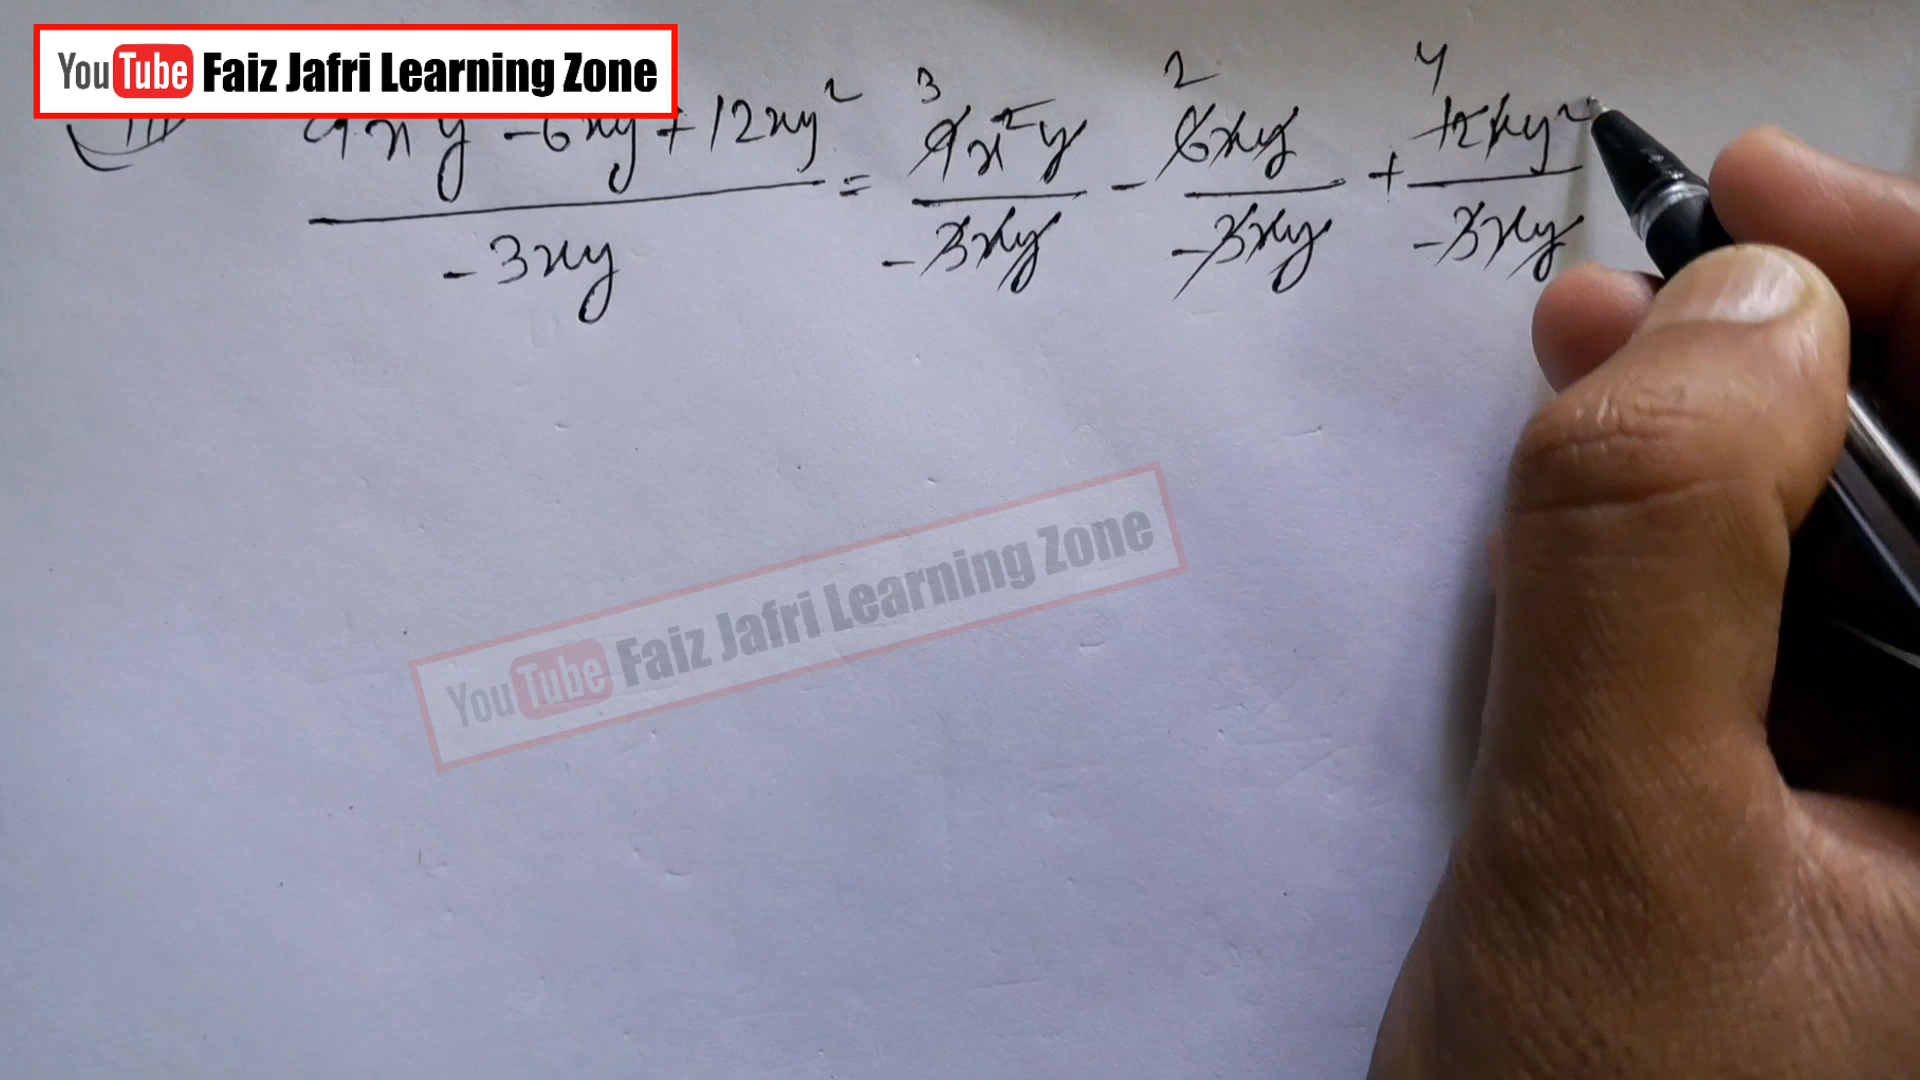 YouTube Faiz Jafri Learning Zone
(III) 9x²y - 6xy + 12xy² / -3xy = 9x²y / -3xy - 6xy / -3xy + 12xy² / -3xy
3 2 4
YouTube Faiz Jafri Learning Zone